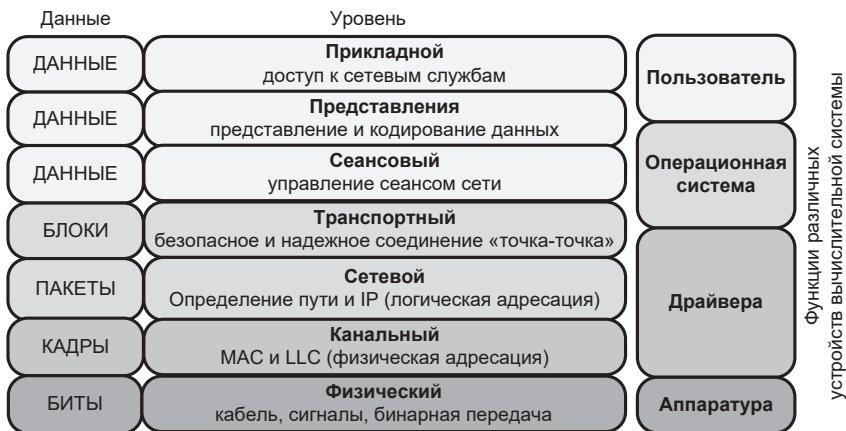 Данные
Уровень
ДАННЫЕ
Прикладной
доступ к сетевым службам
ДАННЫЕ
Представления
представление и кодирование данных
ДАННЫЕ
Сеансовый
управление сеансом сети
БЛОКИ
Транспортный
безопасное и надежное соединение «точка-точка»
ПАКЕТЫ
Сетевой
Определение пути и IP (логическая адресация)
КАДРЫ
Канальный
MAC и LLC (физическая адресация)
БИТЫ
Физический
кабель, сигналы, бинарная передача
Пользователь
Операционная
система
Драйвера
Аппаратура
Функции различных
устройств вычислительной системы